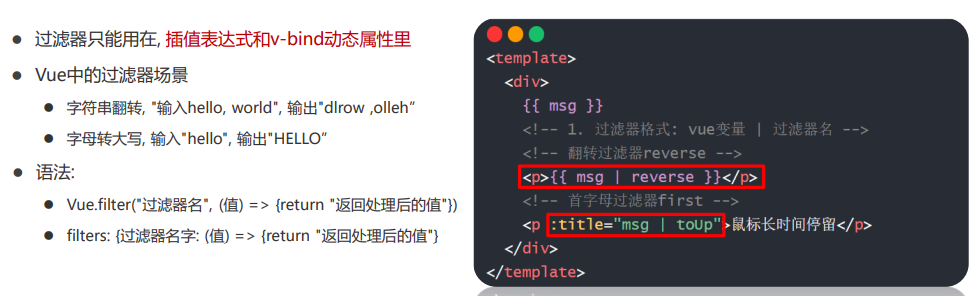 过滤器只能用在, 插值表达式和v-bind动态属性里
Vue中的过滤器场景
字符串翻转, "输入hello, world", 输出"dlrow ,olleh”
字母转大写, 输入"hello", 输出"HELLO”
语法:
Vue.filter("过滤器名", (值) => {return "返回处理后的值"})
filters: {过滤器名字: (值) => {return "返回处理后的值"}
<template>
<div>
{{ msg }}
<!-- 1. 过滤器格式: vue变量 | 过滤器名 -->
<!-- 翻转过滤器reverse -->
<p>{{ msg | reverse }}</p>
<!-- 首字母过滤器first -->
<p :title="msg | toUp">鼠标长时间停留</p>
</div>
</template>